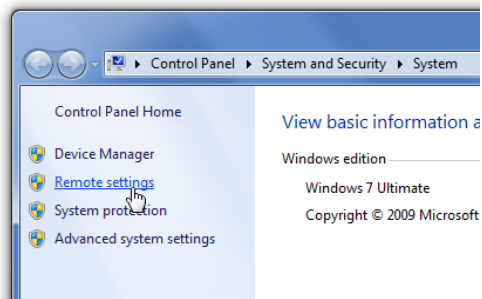 Control Panel System and Security System
Control Panel Home
Device Manager
Remote settings
System protection
Advanced system settings
View basic information a
Windows edition
Windows 7 Ultimate
Copyright © 2009 Microsoft